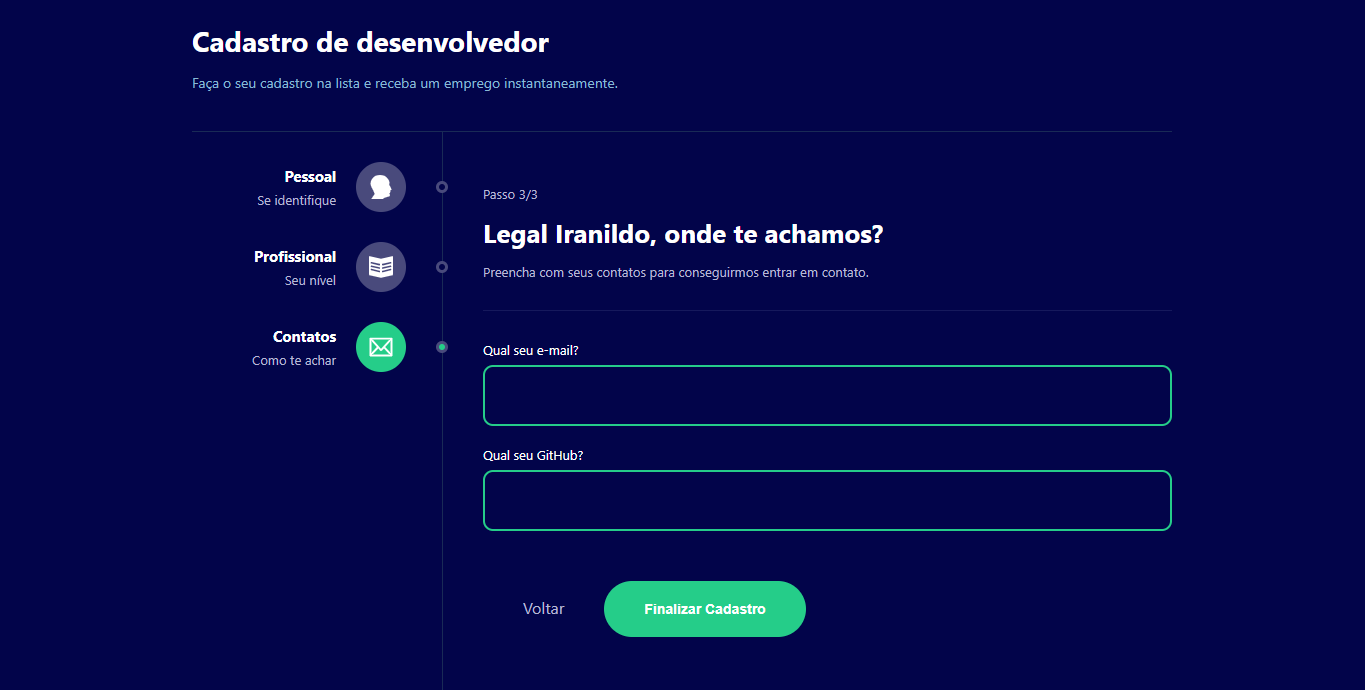 Cadastro de desenvolvedor
Faça o seu cadastro na lista e receba um emprego instantaneamente.
Pessoal
Se identifique
Profissional
Seu nível
Contatos
Como te achar
Passo 3/3
Legal Iranildo, onde te achamos?
Preencha com seus contatos para conseguirmos entrar em contato.
Qual seu e-mail?
Qual seu GitHub?
Voltar
Finalizar Cadastro